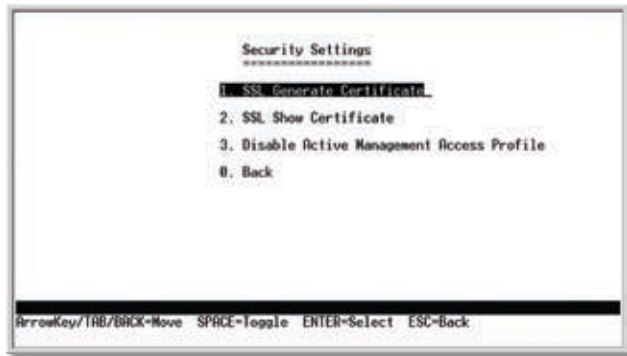 Security Settings
=================
1. SSL Generate Certificate
2. SSL Show Certificate
3. Disable Active Management Access Profile
0. Back
ArrowKey/TAB/BACK=Move SPACE=Toggle ENTER=Select ESC=Back